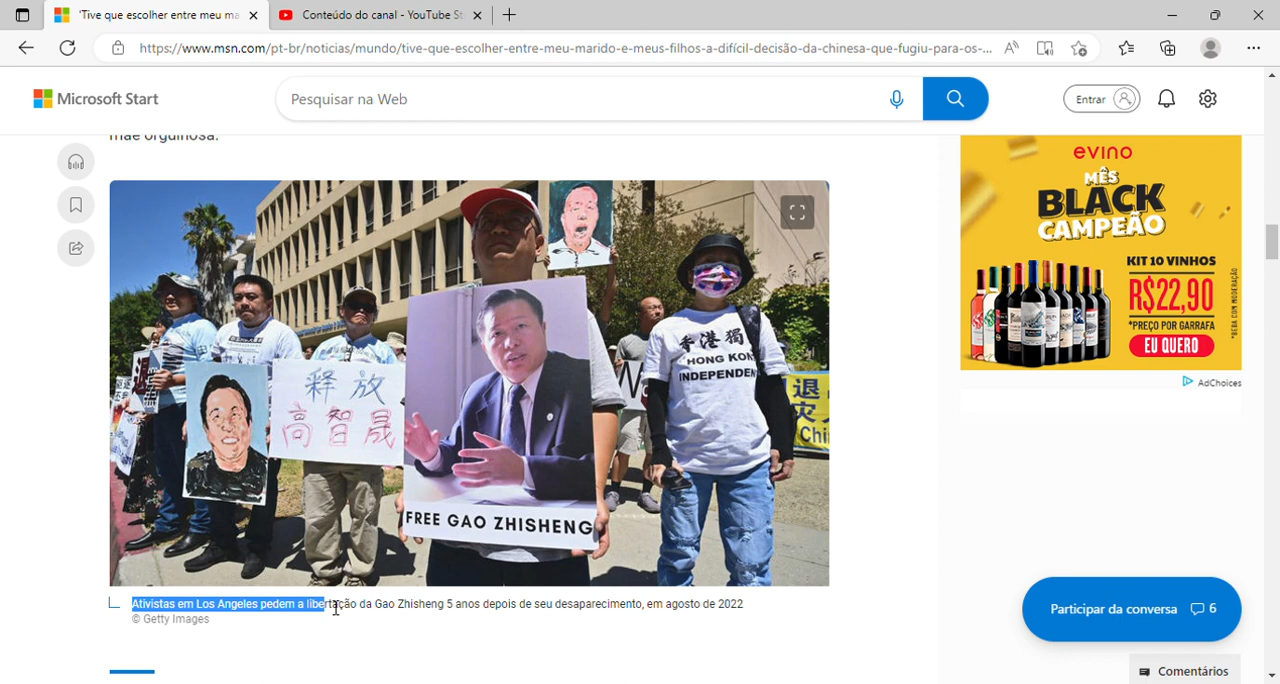 'Tive que escolher entre meu ma
Conteúdo do canal - YouTube St
https://www.msn.com/pt-br/noticias/mundo/tive-que-escolher-entre-meu-marido-e-meus-filhos-a-difícil-decisão-da-chinesa-que-fugiu-para-os-...
Microsoft Start
Pesquisar na Web
Entrar
mãe orgulhosa.
释放
高智晟
FREE GAO ZHISHENG
香港獨
HONG KON
INDEPENDEN
退
Chi
Ativistas em Los Angeles pedem a libertação da Gao Zhisheng 5 anos depois de seu desaparecimento, em agosto de 2022
© Getty Images
evino
MÊS
BLACK
CAMPEÃO
KIT 10 VINHOS
R$22,90
*PREÇO POR GARRAFA
EU QUERO
*BEBA COM MODERAÇÃO
AdChoices
Participar da conversa 6
Comentários